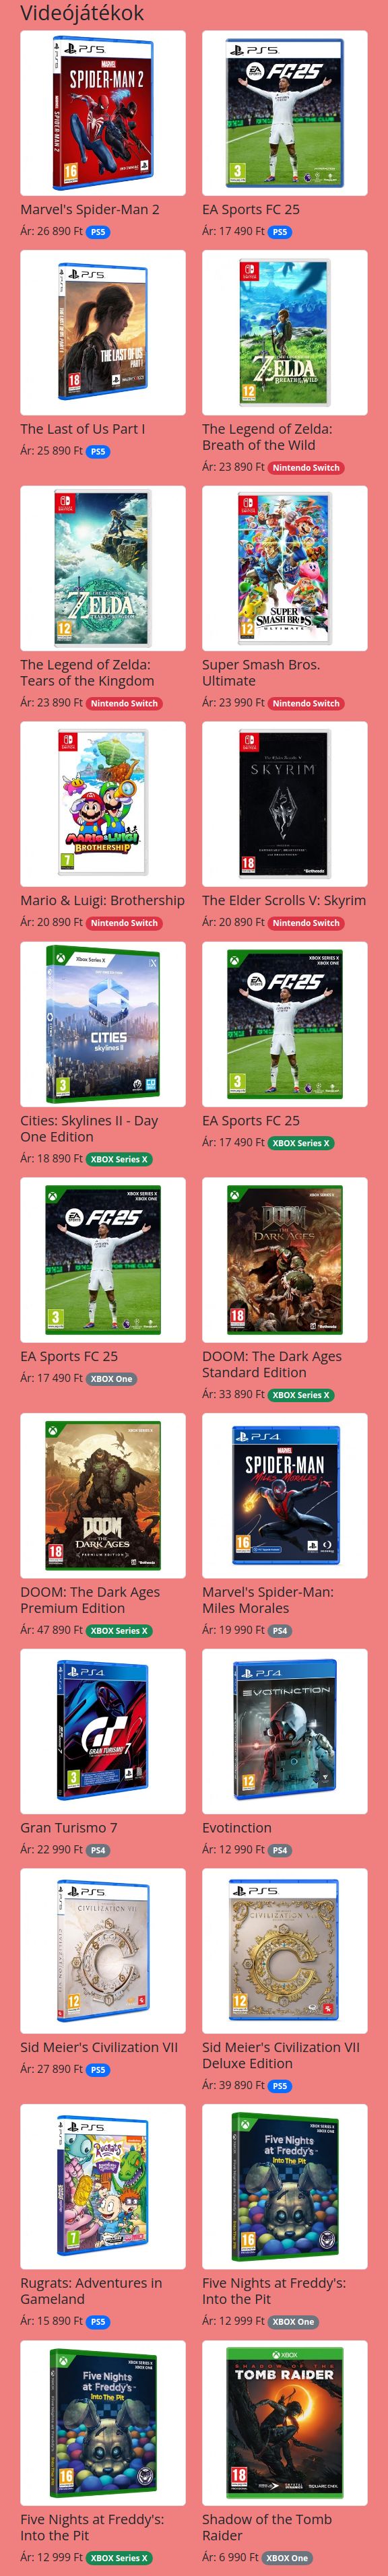 Videójátékok
PS5
MARVEL
SPIDER-MAN 2
16
Marvel's Spider-Man 2
Ár: 26 890 Ft PS5
PS5
EA SPORTS FC 25
3
EA Sports FC 25
Ár: 17 490 Ft PS5
PS5
THE LAST OF US
PART I
18
The Last of Us Part I
Ár: 25 890 Ft PS5
THE LEGEND OF
ZELDA
BREATH OF THE WILD
12
The Legend of Zelda:
Breath of the Wild
Ár: 23 890 Ft Nintendo Switch
THE LEGEND OF
ZELDA
TEARS OF THE KINGDOM
12
The Legend of Zelda:
Tears of the Kingdom
Ár: 23 890 Ft Nintendo Switch
SUPER
SMASH BROS
ULTIMATE
12
Super Smash Bros.
Ultimate
Ár: 23 990 Ft Nintendo Switch
MARIO & LUIGI
BROTHERSHIP
7
Mario & Luigi: Brothership
Ár: 20 890 Ft Nintendo Switch
The Elder Scrolls V
SKYRIM
18
Bethesda
The Elder Scrolls V: Skyrim
Ár: 20 890 Ft Nintendo Switch
Xbox Series X
CITIES
skylines II
3
Cities: Skylines II - Day
One Edition
Ár: 18 890 Ft XBOX Series X
XBOX SERIES X
XBOX ONE
EA SPORTS FC 25
3
EA Sports FC 25
Ár: 17 490 Ft XBOX Series X
XBOX SERIES X
XBOX ONE
EA SPORTS FC 25
3
EA Sports FC 25
Ár: 17 490 Ft XBOX One
XBOX SERIES X
DOOM
THE
DARK AGES
18
DOOM: The Dark Ages
Standard Edition
Ár: 33 890 Ft XBOX Series X
XBOX SERIES X
DOOM
THE
DARK AGES
PREMIUM EDITION
18
DOOM: The Dark Ages
Premium Edition
Ár: 47 890 Ft XBOX Series X
PS4
MARVEL
SPIDER-MAN
MILES MORALES
16
Marvel's Spider-Man:
Miles Morales
Ár: 19 990 Ft PS4
PS4
GT
GRAN TURISMO 7
3
Gran Turismo 7
Ár: 22 990 Ft PS4
PS4
EVOTINCTION
12
Evotinction
Ár: 12 990 Ft PS4
PS5
CIVILIZATION VII
12
Sid Meier's Civilization VII
Ár: 27 890 Ft PS5
PS5
CIVILIZATION VII
12
Sid Meier's Civilization VII
Deluxe Edition
Ár: 39 890 Ft PS5
PS5
Rugrats
7
Rugrats: Adventures in
Gameland
Ár: 15 890 Ft PS5
XBOX SERIES X
XBOX ONE
Five Nights
at Freddy's
Into The Pit
16
Five Nights at Freddy's:
Into the Pit
Ár: 12 999 Ft XBOX One
XBOX SERIES X
XBOX ONE
Five Nights
at Freddy's
Into The Pit
16
Five Nights at Freddy's:
Into the Pit
Ár: 12 999 Ft XBOX Series X
XBOX
SHADOW OF THE
TOMB RAIDER
18
SQUARE ENIX
Shadow of the Tomb
Raider
Ár: 6 990 Ft XBOX One